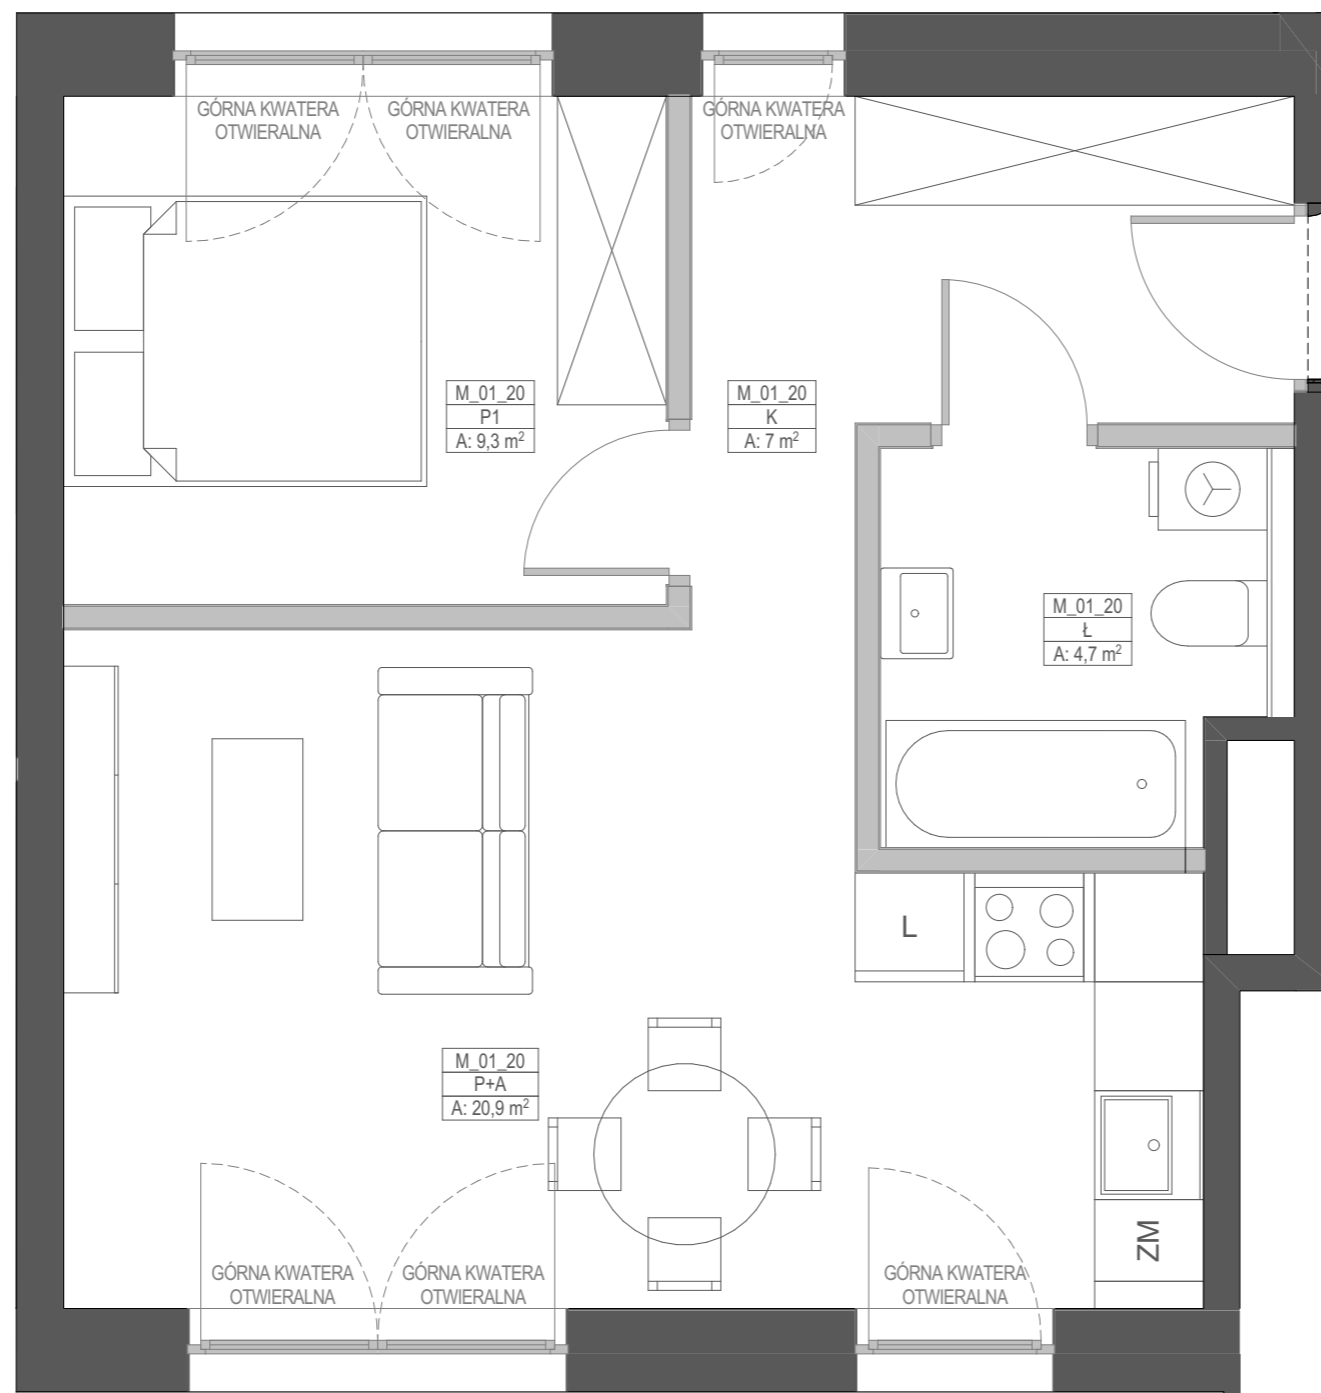 GÓRNA KWATERA
OTWIERALNA
GÓRNA KWATERA
OTWIERALNA
GÓRNA KWATERA
OTWIERALNA
M_01_20
P1
A: 9,3 m²
M_01_20
K
A: 7 m²
M_01_20
Ł
A: 4,7 m²
L
M_01_20
P+A
A: 20,9 m²
ZM
GÓRNA KWATERA
OTWIERALNA
GÓRNA KWATERA
OTWIERALNA
GÓRNA KWATERA
OTWIERALNA